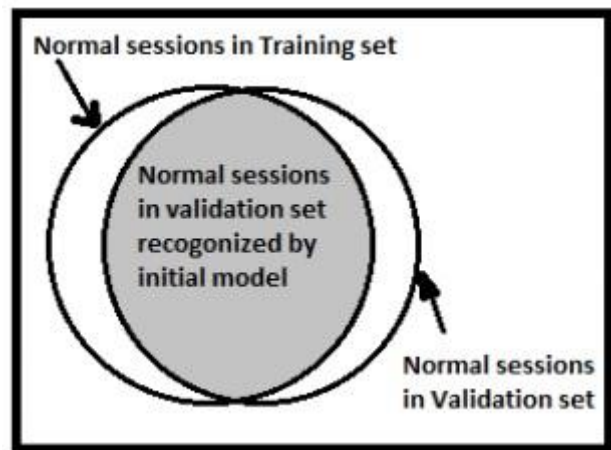 Normal sessions in Training set
Normal sessions
in validation set
recogonized by
initial model
Normal sessions
in Validation set